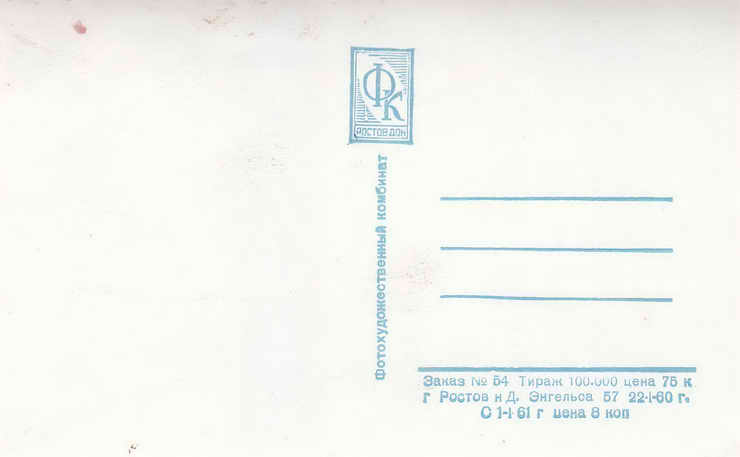 ФК
РОСТОВ ДОН
Фотохудожественный комбинат
Заказ № 54 Тираж 100.000 цена 75 к
г Ростов н Д. Энгельса 57 22-I-60 г.
С 1-I 61 г цена 8 коп